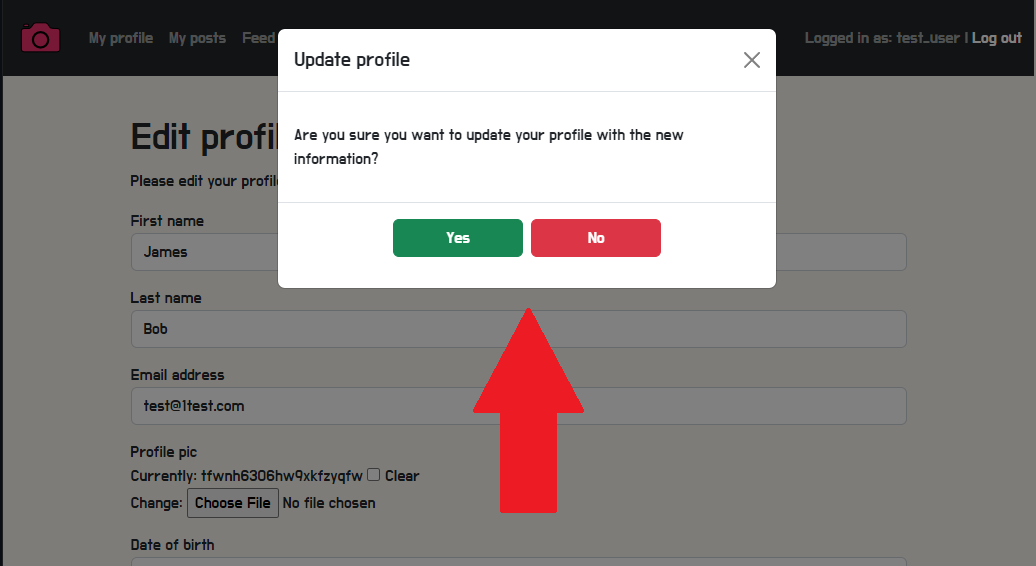 My profile My posts Feed
Logged in as: test_user | Log out
Update profile
Are you sure you want to update your profile with the new
information?
Yes No
Edit profil
Please edit your profile
First name
James
Last name
Bob
Email address
test@1test.com
Profile pic
Currently: tfwnh6306hw9xkfzyqfw Clear
Change: Choose File No file chosen
Date of birth